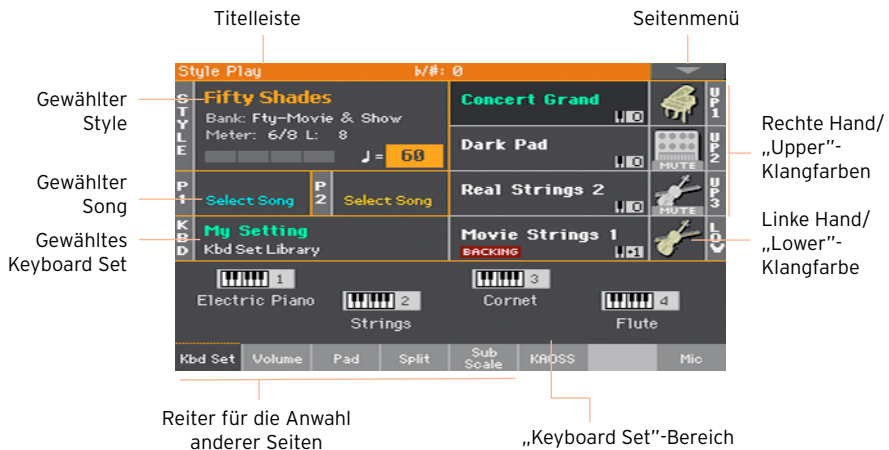 Titelleiste
Seitenmenü
Style Play
♭/#: 0
Gewählter
Style
STYLE
Fifty Shades
Bank: Fty-Movie & Show
Meter: 6/8 L: 8
♩= 60
Concert Grand
UP1
Dark Pad
MUTE
UP2
Rechte Hand/
„Upper”-
Klangfarben
Gewählter
Song
P1
Select Song
P2
Select Song
Real Strings 2
MUTE
UP3
Gewähltes
Keyboard Set
KBD
My Setting
Kbd Set Library
Movie Strings 1
BACKING
LOW
Linke Hand/
„Lower”-
Klangfarbe
1
Electric Piano
2
Strings
3
Cornet
4
Flute
Kbd Set
Volume
Pad
Split
Sub
Scale
KAOSS
Mic
Reiter für die Anwahl
anderer Seiten
„Keyboard Set”-Bereich